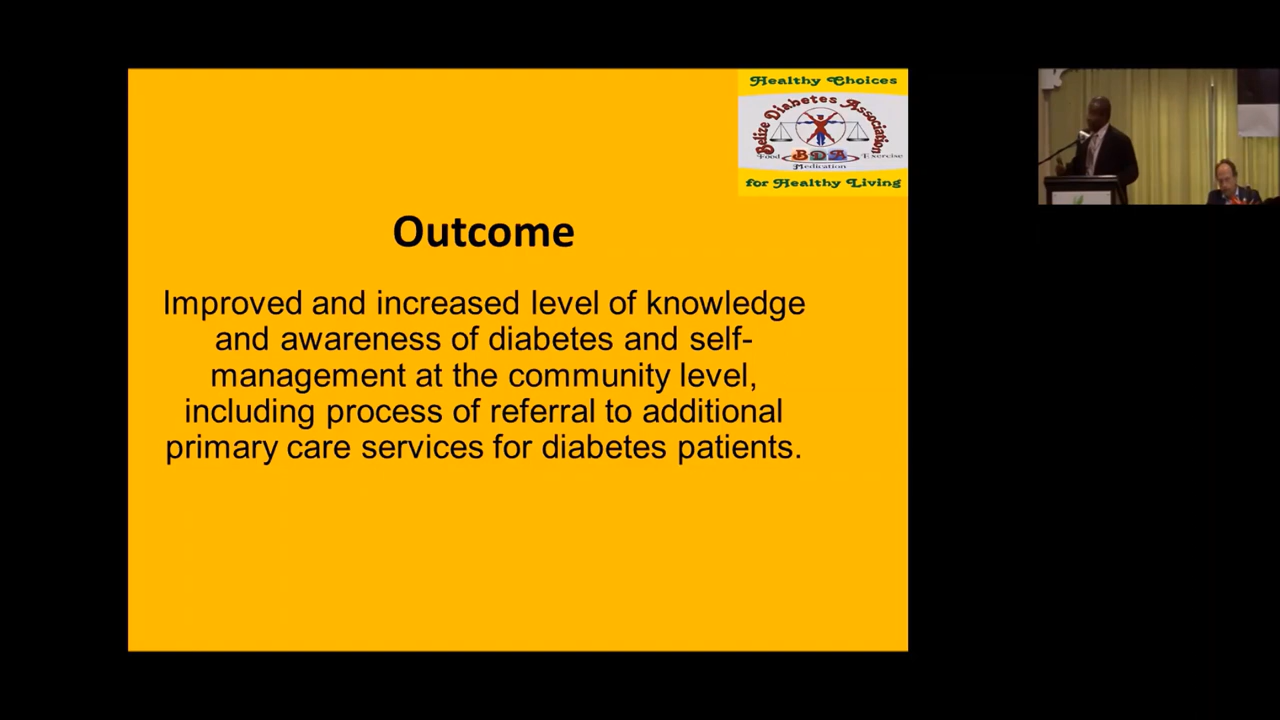 Healthy Choices
Belize Diabetes Association
Food BDA Exercise
Medication
for Healthy Living
Outcome
Improved and increased level of knowledge
and awareness of diabetes and self-
management at the community level,
including process of referral to additional
primary care services for diabetes patients.